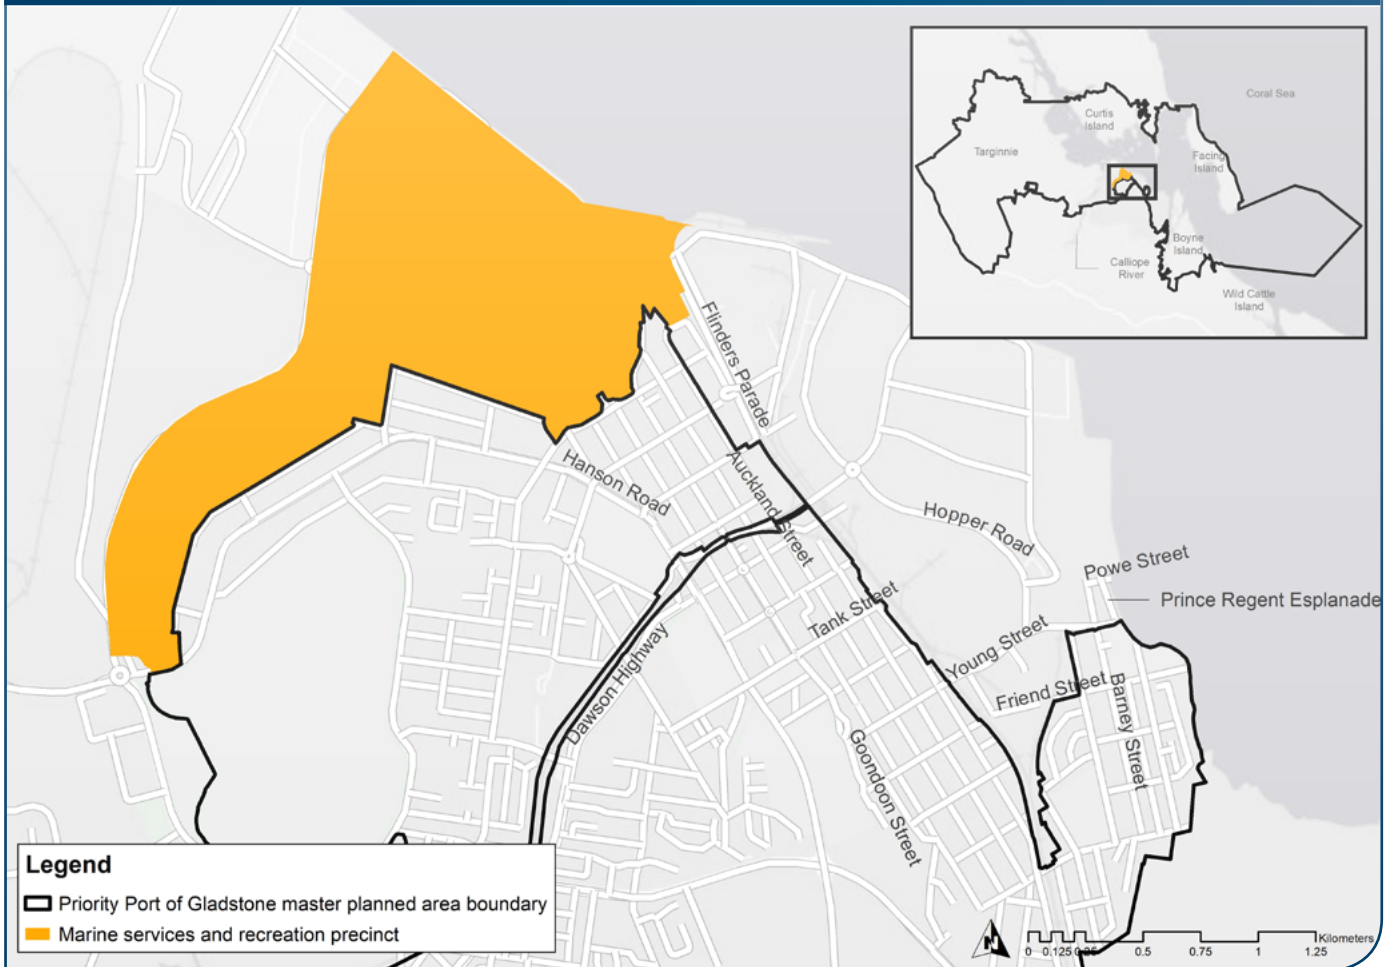 Coral Sea
Curtis
Island
Targinnie
Facing
Island
Boyne
Island
Calliope
River
Wild Cattle
Island
Flinders Parade
Hanson Road
Auckland Street
Hopper Road
Powe Street
Prince Regent Esplanade
Tank Street
Young Street
Friend Street
Barney Street
Dawson Highway
Goondoon Street
Legend
Priority Port of Gladstone master planned area boundary
Marine services and recreation precinct
N
Kilometers
0 0.125 0.25 0.5 0.75 1 1.25